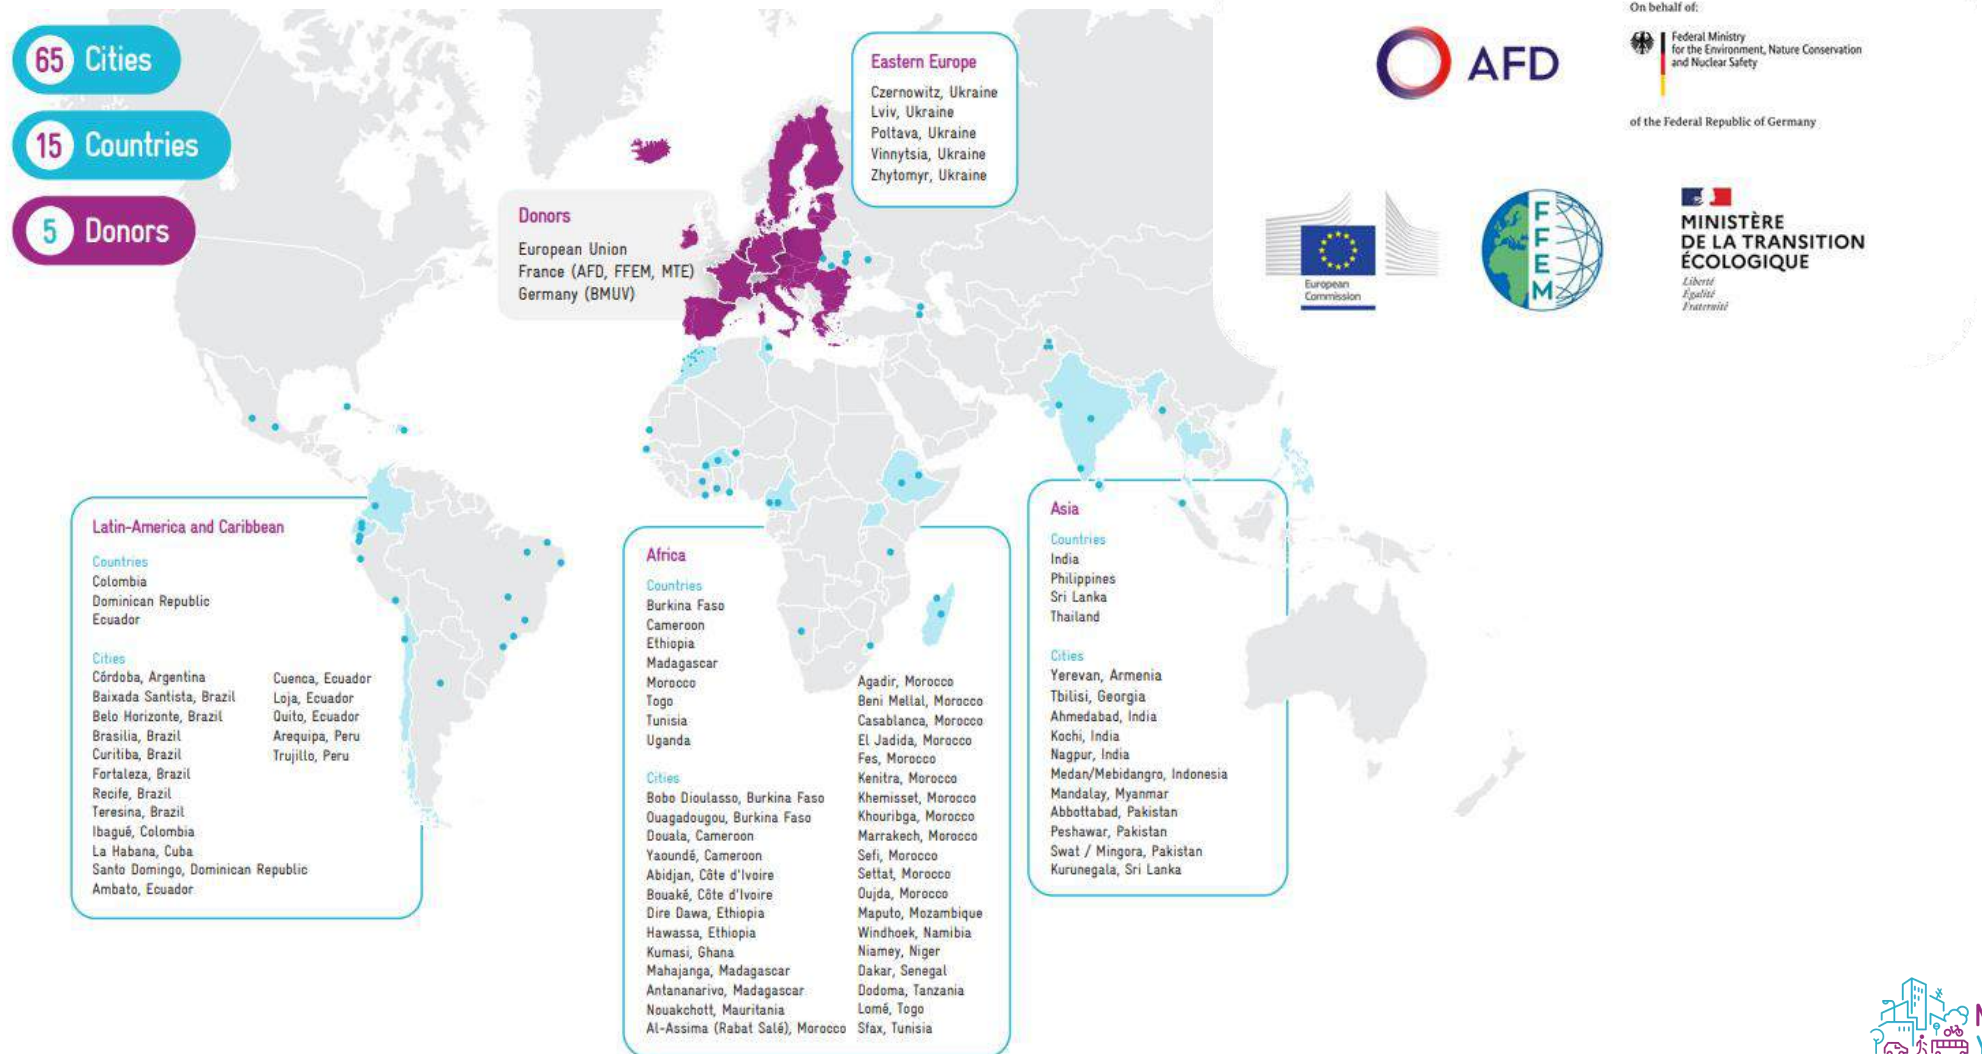 65 Cities
15 Countries
5 Donors
Donors
European Union
France (AFD, FFEM, MTE)
Germany (BMUV)
Eastern Europe
Czernowitz, Ukraine
Lviv, Ukraine
Poltava, Ukraine
Vinnytsia, Ukraine
Zhytomyr, Ukraine
AFD
On behalf of:
Federal Ministry
for the Environment, Nature Conservation
and Nuclear Safety
of the Federal Republic of Germany
European
Commission
F
F
E
M
MINISTÈRE
DE LA TRANSITION
ÉCOLOGIQUE
Liberté
Égalité
Fraternité
Latin-America and Caribbean
Countries
Colombia
Dominican Republic
Ecuador
Cities
Córdoba, Argentina
Baixada Santista, Brazil
Belo Horizonte, Brazil
Brasilia, Brazil
Curitiba, Brazil
Fortaleza, Brazil
Recife, Brazil
Teresina, Brazil
Ibagué, Colombia
La Habana, Cuba
Santo Domingo, Dominican Republic
Ambato, Ecuador
Cuenca, Ecuador
Loja, Ecuador
Quito, Ecuador
Arequipa, Peru
Trujillo, Peru
Africa
Countries
Burkina Faso
Cameroon
Ethiopia
Madagascar
Morocco
Togo
Tunisia
Uganda
Cities
Bobo Dioulasso, Burkina Faso
Ouagadougou, Burkina Faso
Douala, Cameroon
Yaoundé, Cameroon
Abidjan, Côte d'Ivoire
Bouaké, Côte d'Ivoire
Dire Dawa, Ethiopia
Hawassa, Ethiopia
Kumasi, Ghana
Mahajanga, Madagascar
Antananarivo, Madagascar
Nouakchott, Mauritania
Al-Assima (Rabat Salé), Morocco
Agadir, Morocco
Beni Mellal, Morocco
Casablanca, Morocco
El Jadida, Morocco
Fes, Morocco
Kenitra, Morocco
Khemisset, Morocco
Khouribga, Morocco
Marrakech, Morocco
Sefi, Morocco
Settat, Morocco
Oujda, Morocco
Maputo, Mozambique
Windhoek, Namibia
Niamey, Niger
Dakar, Senegal
Dodoma, Tanzania
Lomé, Togo
Sfax, Tunisia
Asia
Countries
India
Philippines
Sri Lanka
Thailand
Cities
Yerevan, Armenia
Tbilisi, Georgia
Ahmedabad, India
Kochi, India
Nagpur, India
Medan/Mebidangro, Indonesia
Mandalay, Myanmar
Abbottabad, Pakistan
Peshawar, Pakistan
Swat / Mingora, Pakistan
Kurunegala, Sri Lanka